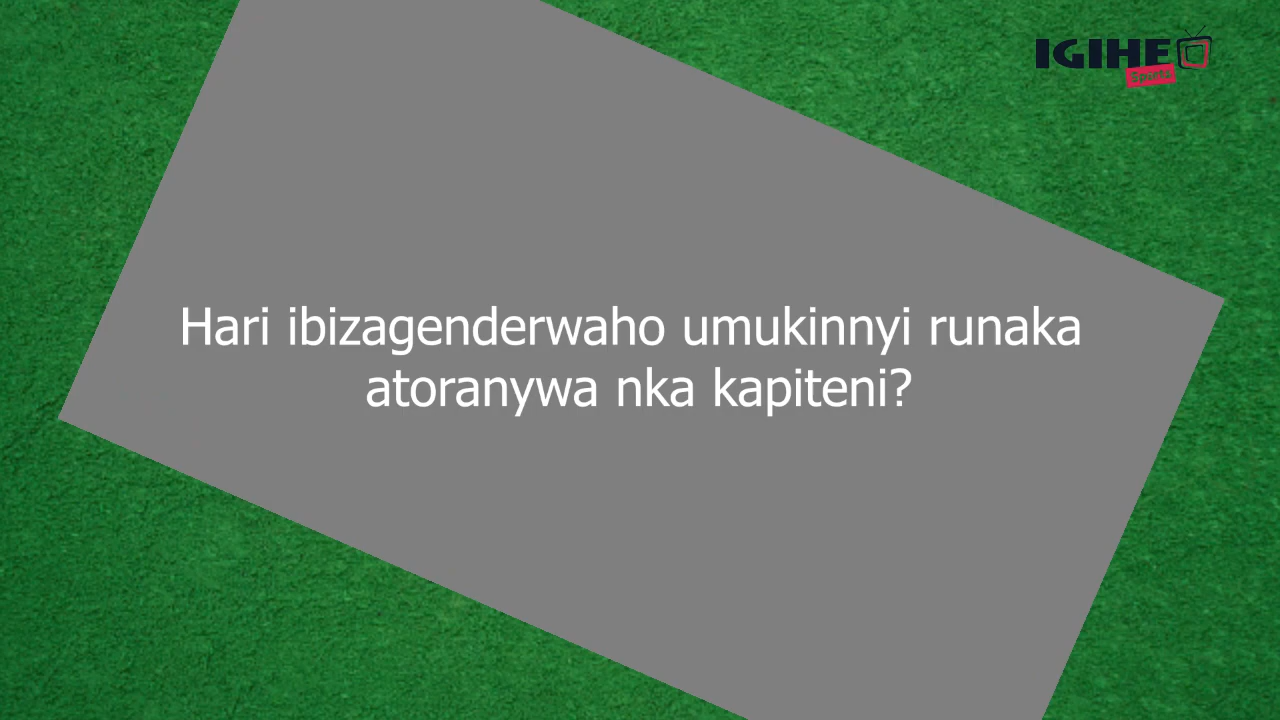 IGIHE
Sports
Hari ibizagenderwaho umukinnyi runaka
atoranywa nka kapiteni?